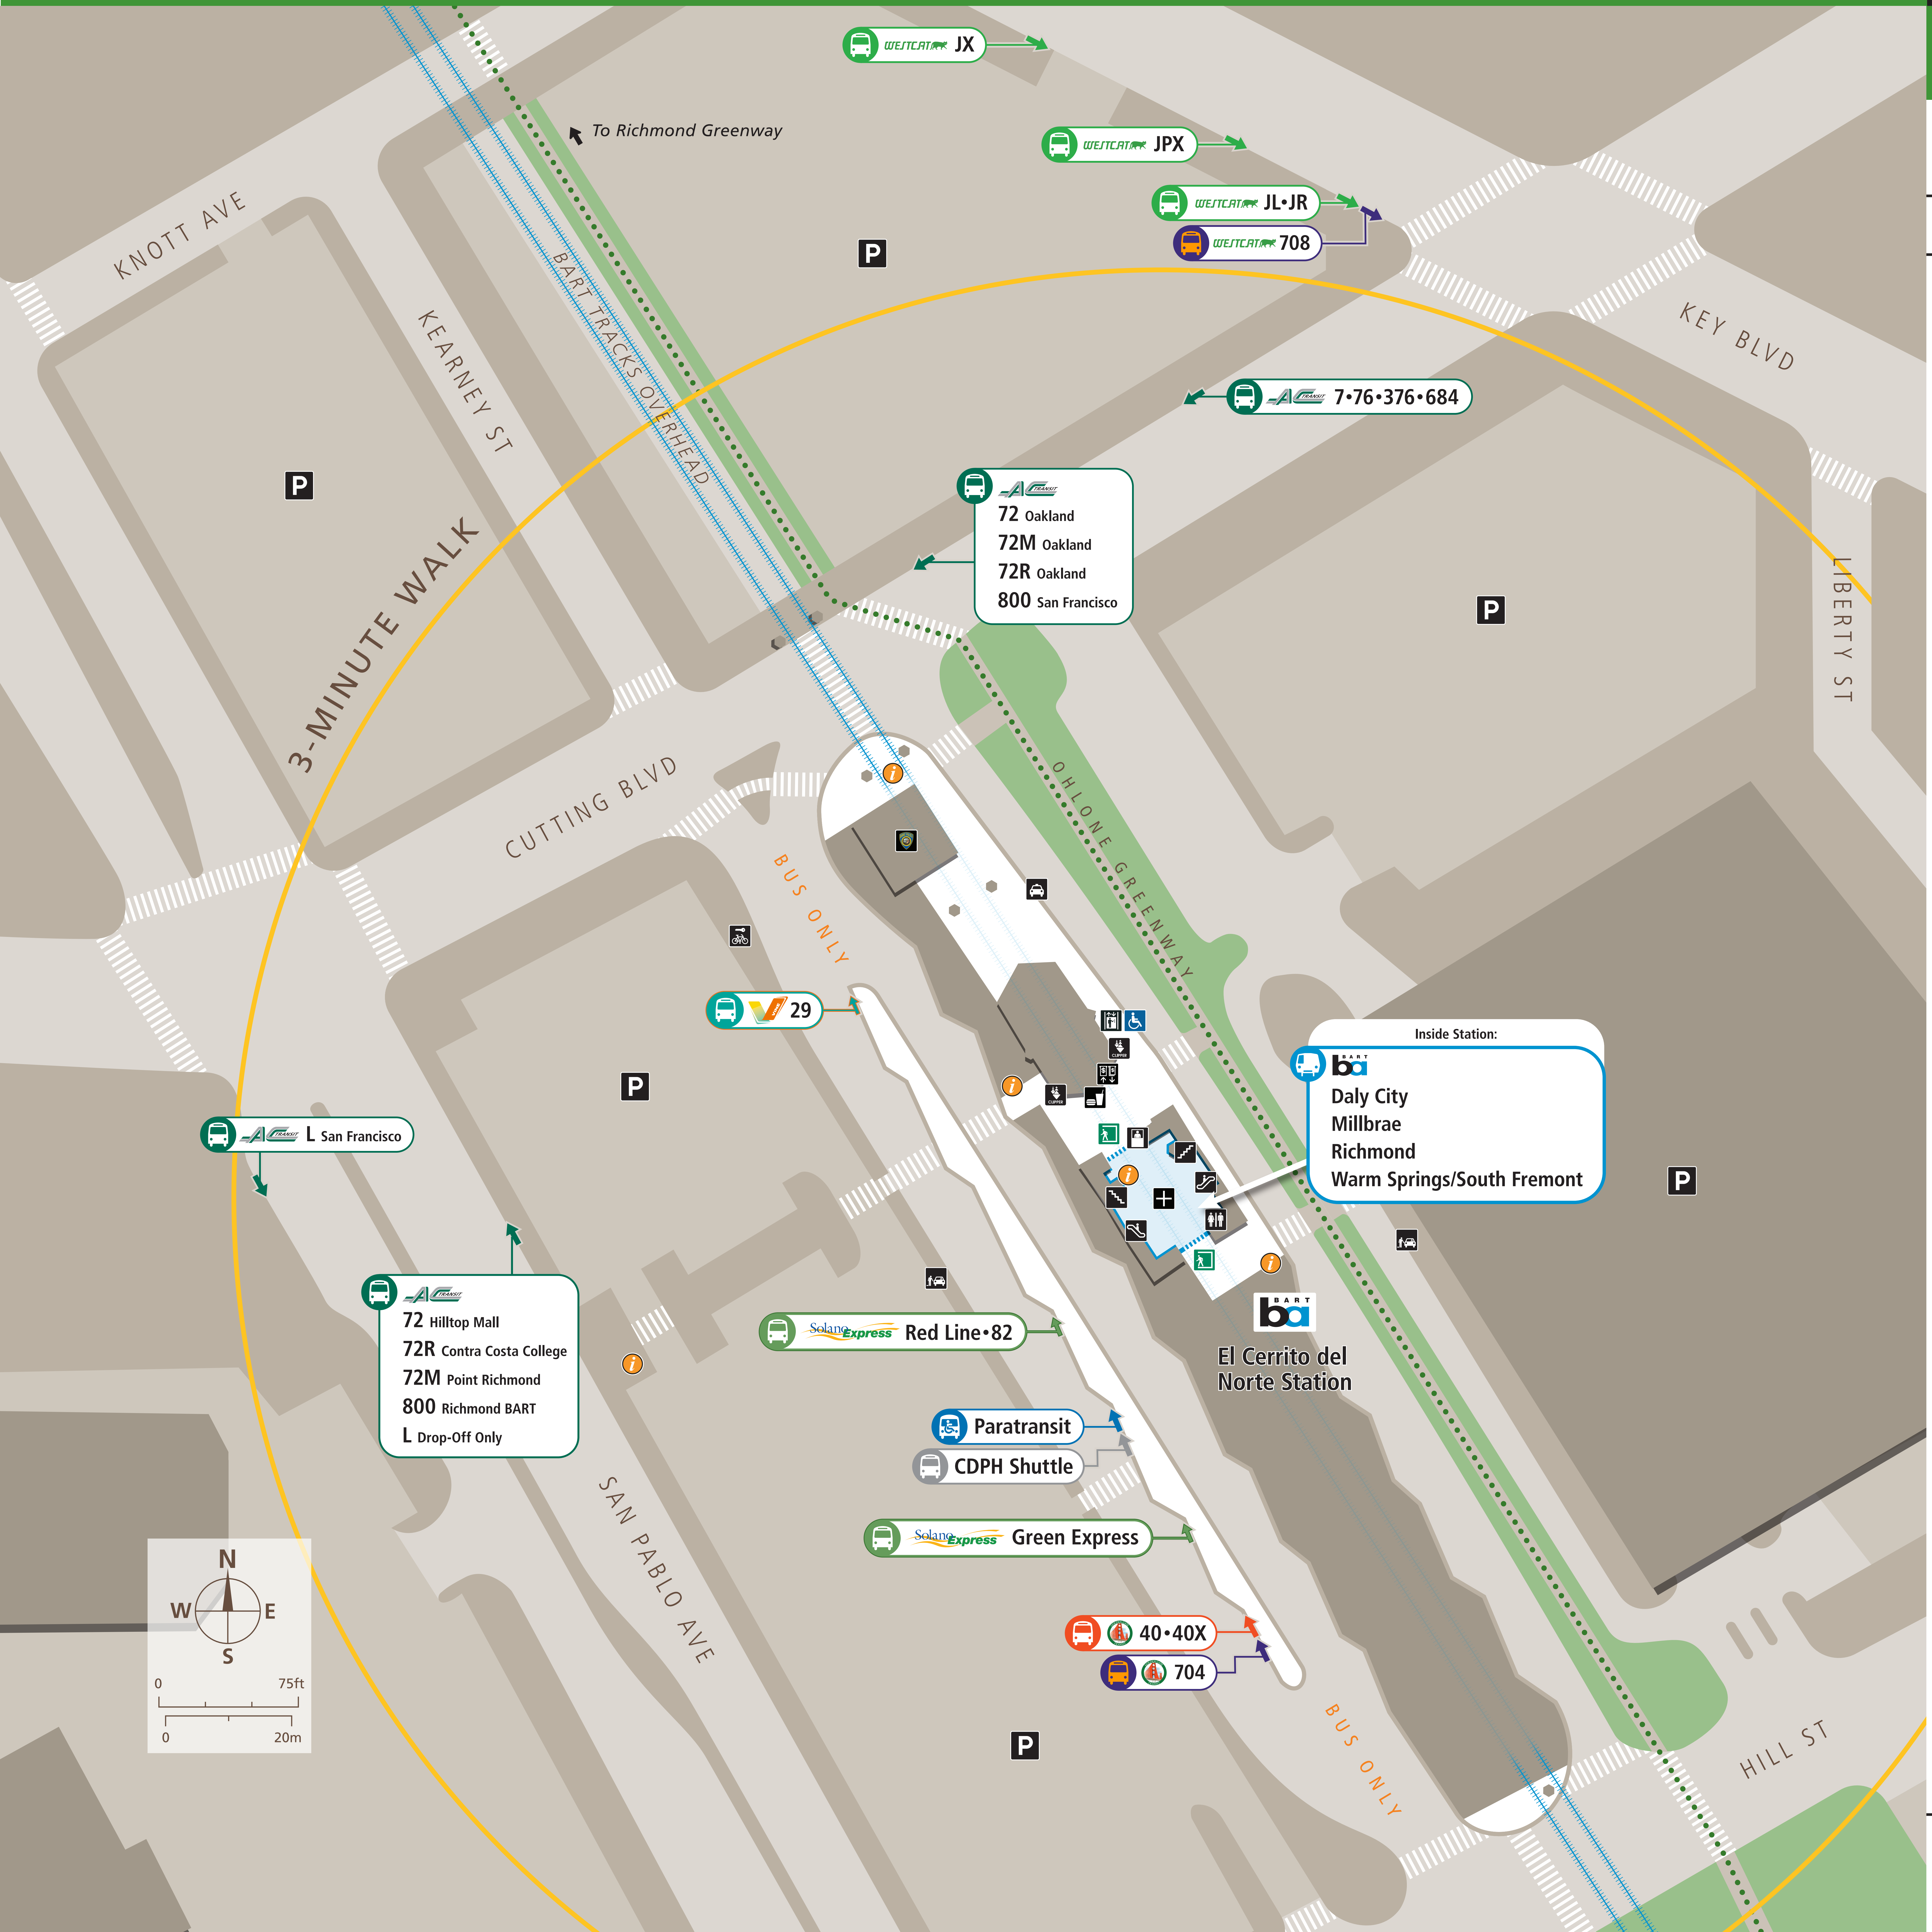 WESTCAT JX
To Richmond Greenway
WESTCAT JPX
WESTCAT JL•JR
WESTCAT 708
KNOTT AVE
KEARNEY ST
BART TRACKS OVERHEAD
KEY BLVD
P
AC TRANSIT 7•76•376•684
P
AC TRANSIT
72 Oakland
72M Oakland
72R Oakland
800 San Francisco
P
LIBERTY ST
3-MINUTE WALK
CUTTING BLVD
OHLONE GREENWAY
i
BUS ONLY
29
CLIPPER
i
CLIPPER
P
Inside Station:
BART
ba
Daly City
Millbrae
Richmond
Warm Springs/South Fremont
AC TRANSIT L San Francisco
i
P
i
AC TRANSIT
72 Hilltop Mall
72R Contra Costa College
72M Point Richmond
800 Richmond BART
L Drop-Off Only
i
Solano Express Red Line•82
BART
ba
El Cerrito del
Norte Station
Paratransit
CDPH Shuttle
SAN PABLO AVE
Solano Express Green Express
N
W E
S
0 75ft
0 20m
40•40X
704
P
BUS ONLY
HILL ST